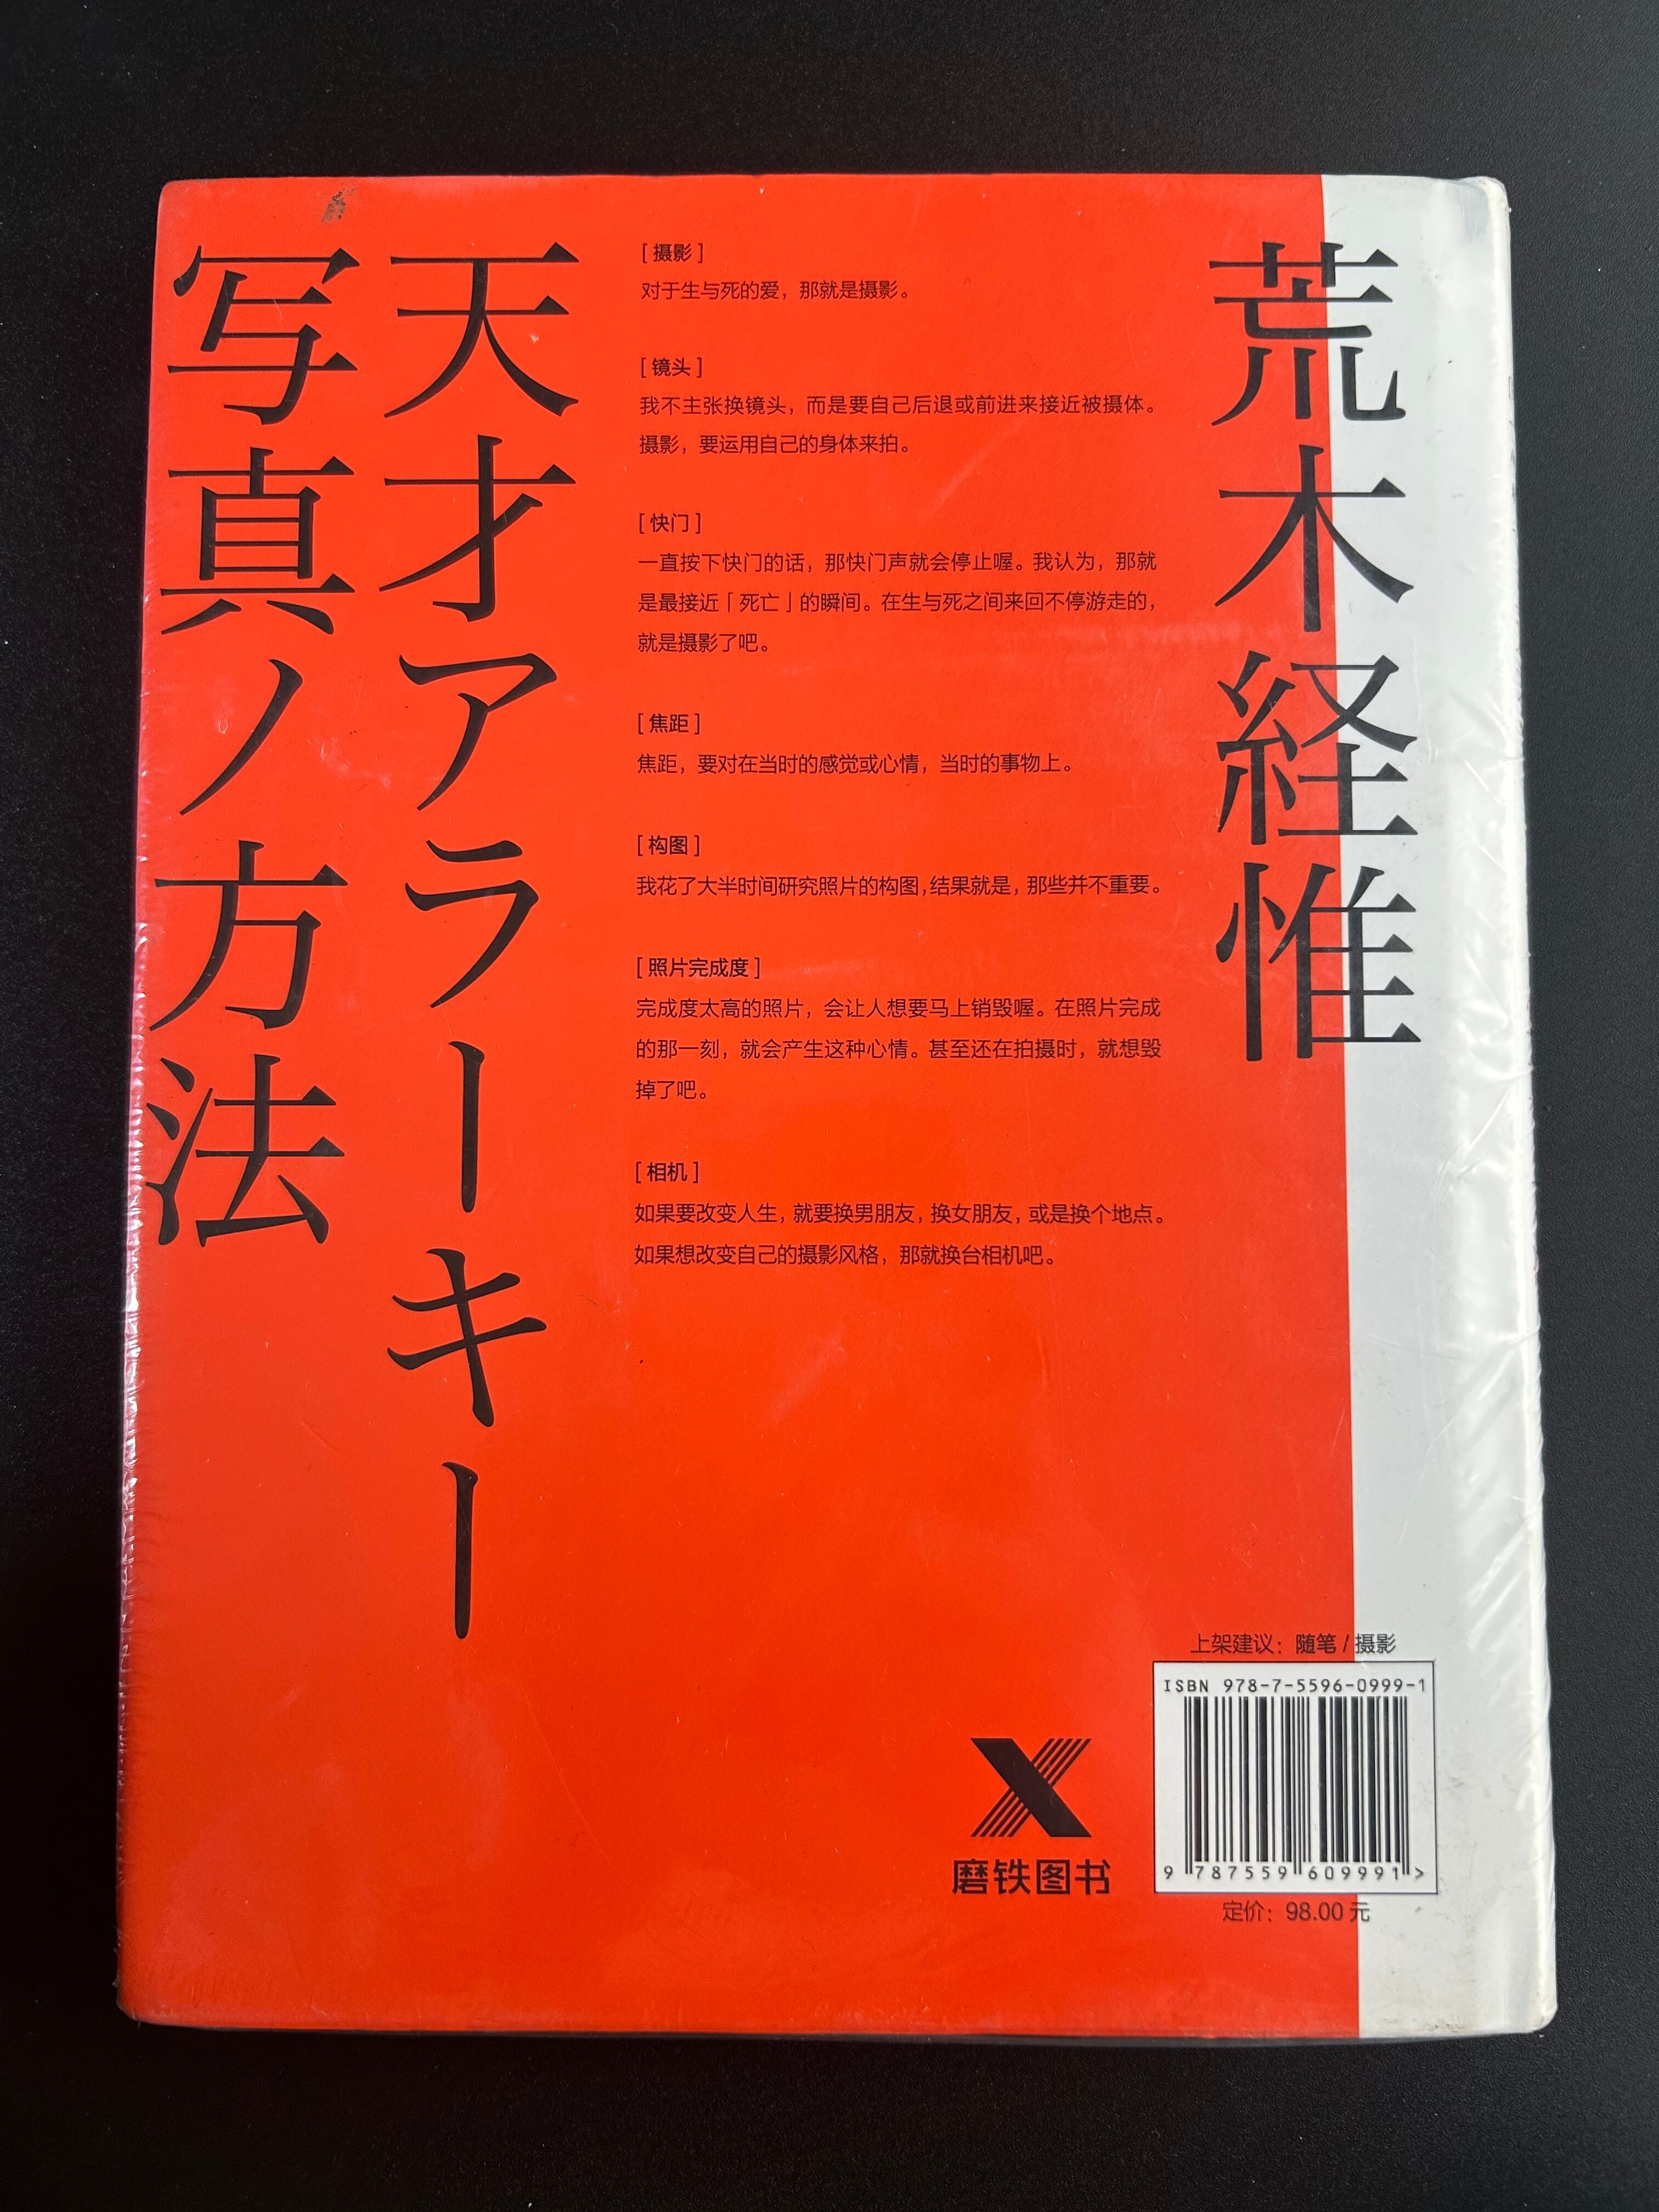 荒木経惟
天才アラーキー
写真ノ方法
[ 摄影 ]
对于生与死的爱，那就是摄影。
[ 镜头 ]
我不主张换镜头，而是要自己后退或前进来接近被摄体。
摄影，要运用自己的身体来拍。
[ 快门 ]
一直按下快门的话，那快门声就会停止喔。我认为，那就
是最接近「死亡」的瞬间。在生与死之间来回不停游走的，
就是摄影了吧。
[ 焦距 ]
焦距，要对在当时的感觉或心情，当时的事物上。
[ 构图 ]
我花了大半时间研究照片的构图，结果就是，那些并不重要。
[ 照片完成度 ]
完成度太高的照片，会让人想要马上销毁喔。在照片完成
的那一刻，就会产生这种心情。甚至还在拍摄时，就想毁
掉了吧。
[ 相机 ]
如果要改变人生，就要换男朋友，换女朋友，或是换个地点。
如果想改变自己的摄影风格，那就换台相机吧。
上架建议：随笔 / 摄影
ISBN 978-7-5596-0999-1
9 787559 609991 >
定价：98.00 元
磨铁图书